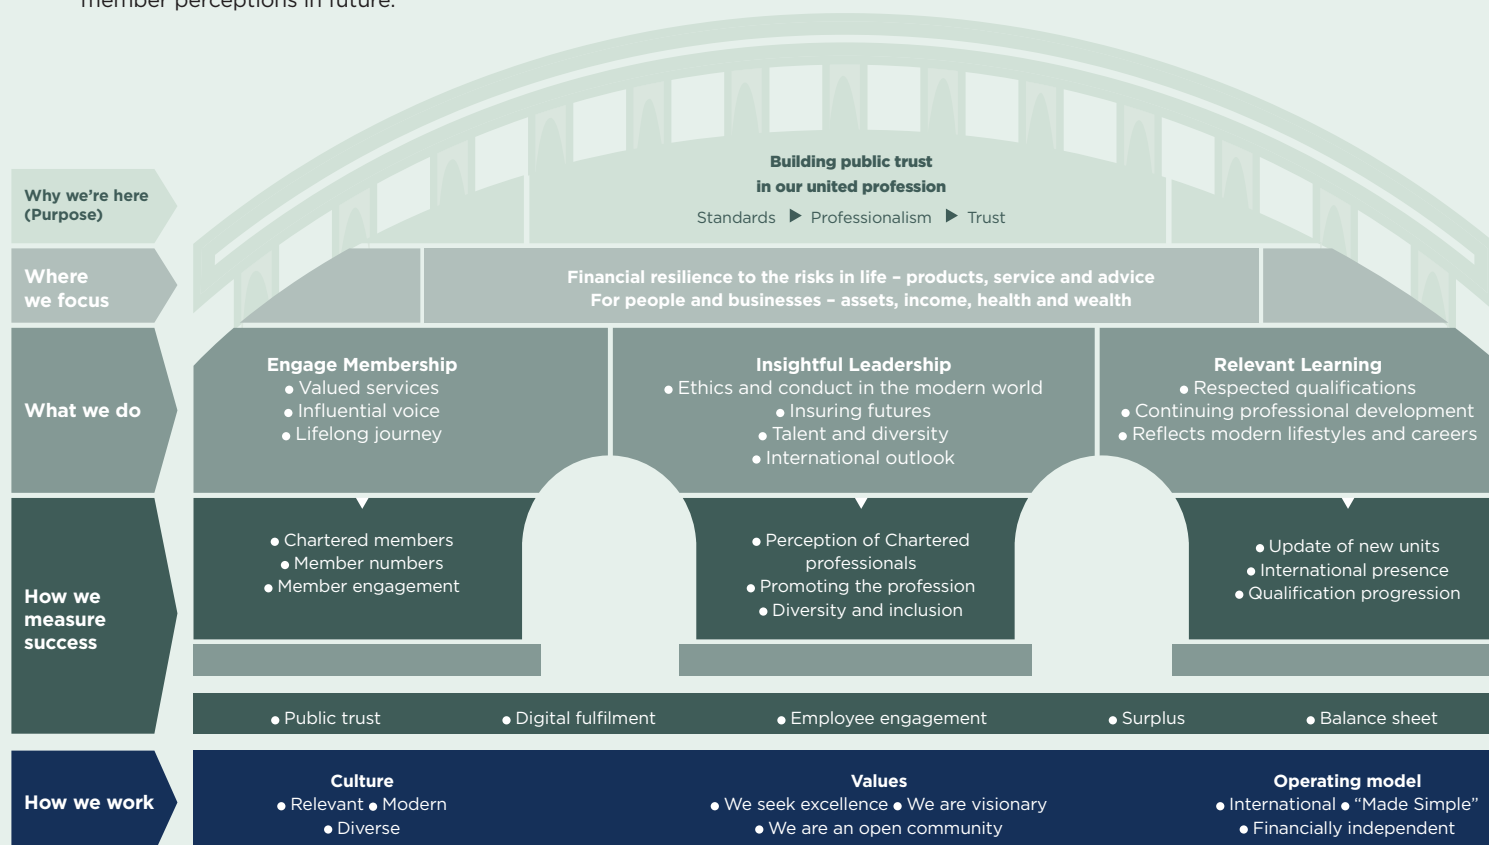 member perceptions in future.
Why we’re here
(Purpose)
Building public trust
in our united profession
Standards ▶ Professionalism ▶ Trust
Where
we focus
Financial resilience to the risks in life – products, service and advice
For people and businesses – assets, income, health and wealth
What we do
Engage Membership
● Valued services
● Influential voice
● Lifelong journey
Insightful Leadership
● Ethics and conduct in the modern world
● Insuring futures
● Talent and diversity
● International outlook
Relevant Learning
● Respected qualifications
● Continuing professional development
● Reflects modern lifestyles and careers
How we
measure
success
● Chartered members
● Member numbers
● Member engagement
● Perception of Chartered
professionals
● Promoting the profession
● Diversity and inclusion
● Update of new units
● International presence
● Qualification progression
● Public trust ● Digital fulfilment ● Employee engagement ● Surplus ● Balance sheet
How we work
Culture
● Relevant ● Modern
● Diverse
Values
● We seek excellence ● We are visionary
● We are an open community
Operating model
● International ● “Made Simple”
● Financially independent